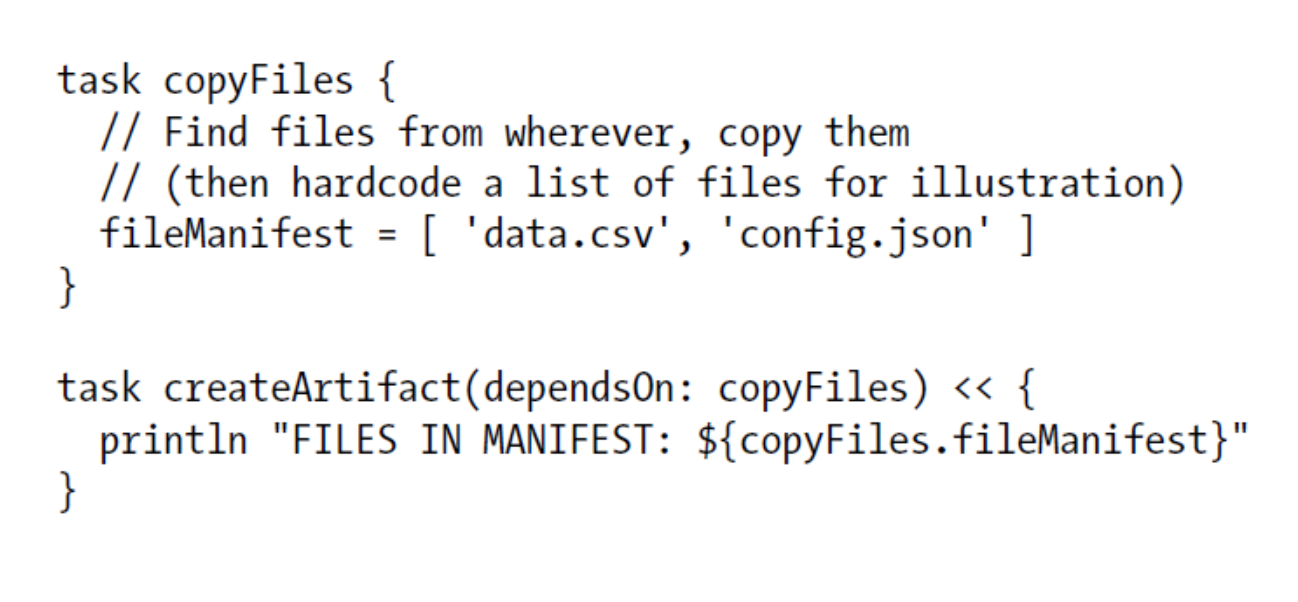 task copyFiles {
  // Find files from wherever, copy them
  // (then hardcode a list of files for illustration)
  fileManifest = [ 'data.csv', 'config.json' ]
}

task createArtifact(dependsOn: copyFiles) << {
  println "FILES IN MANIFEST: ${copyFiles.fileManifest}"
}